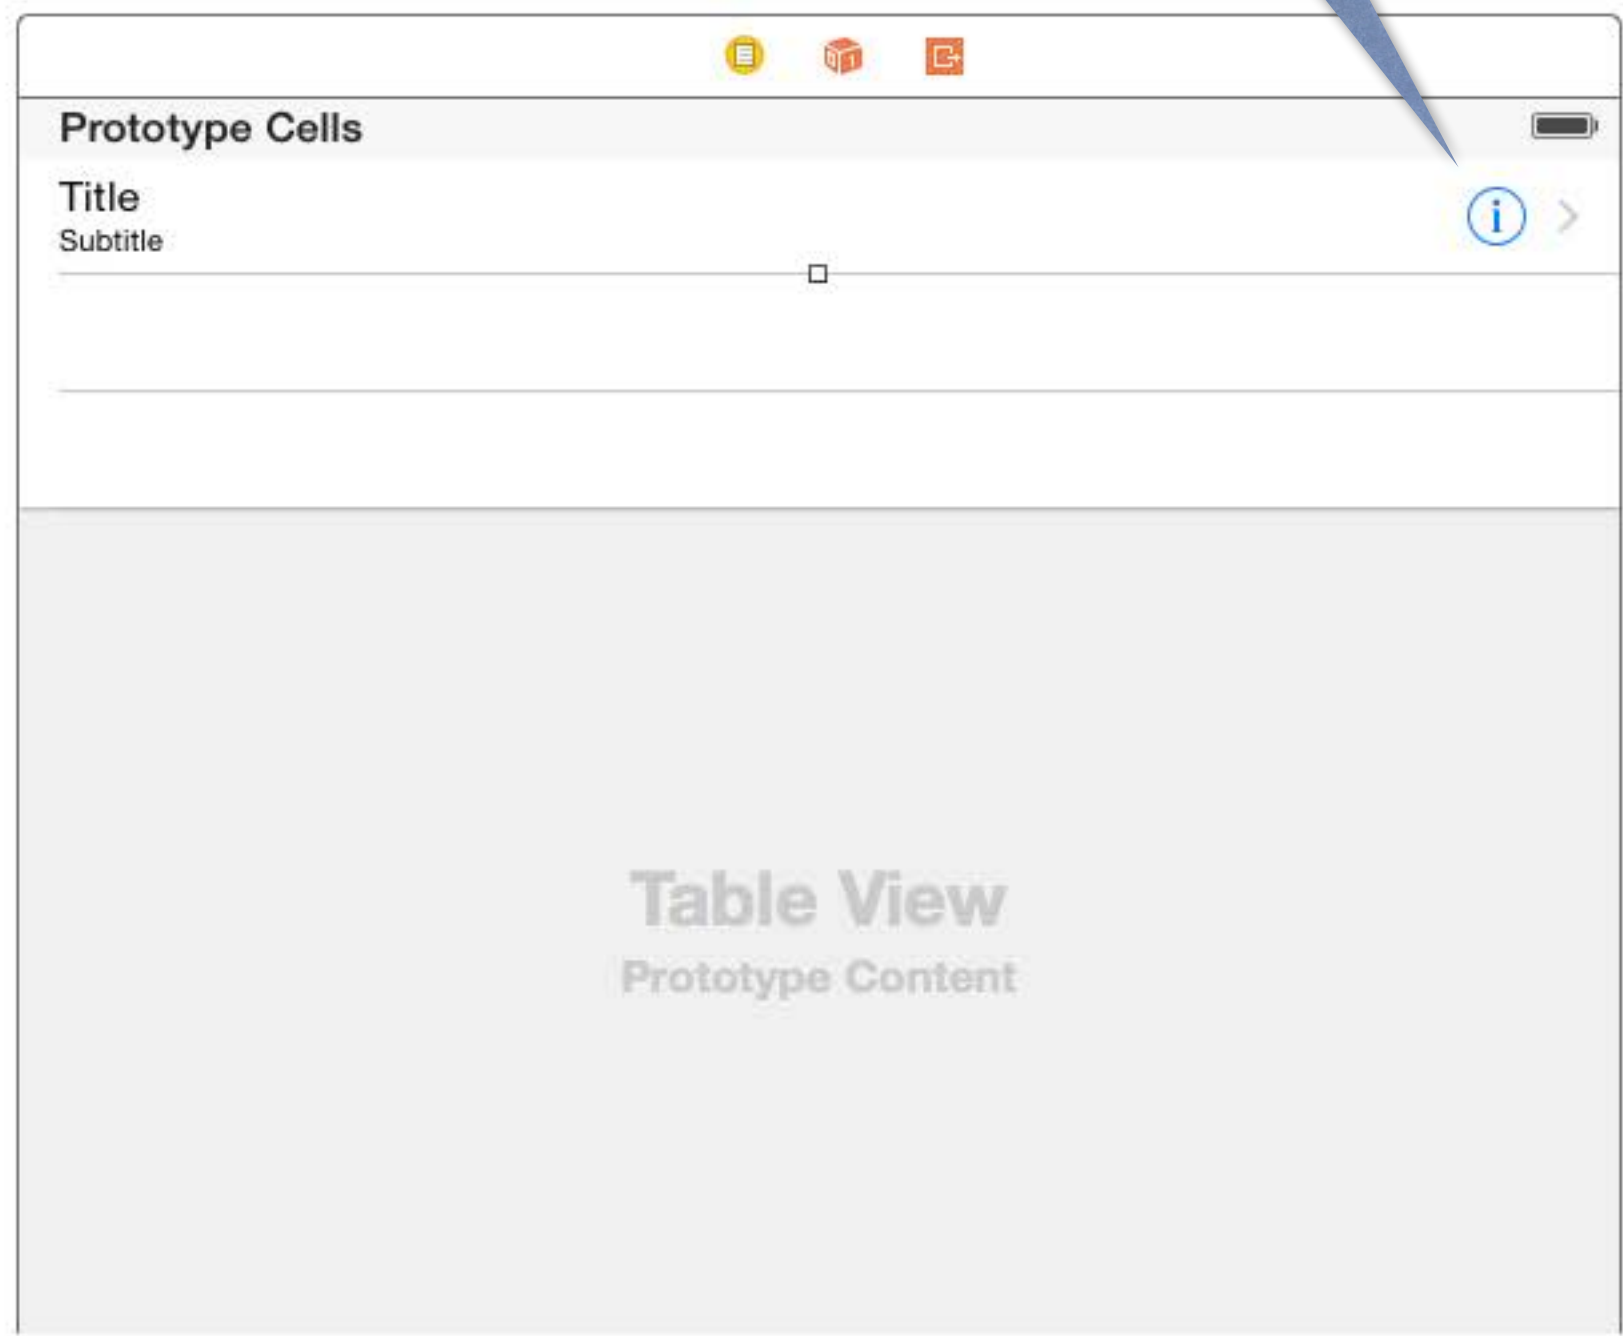 Prototype Cells
Title
Subtitle
i
Table View
Prototype Content